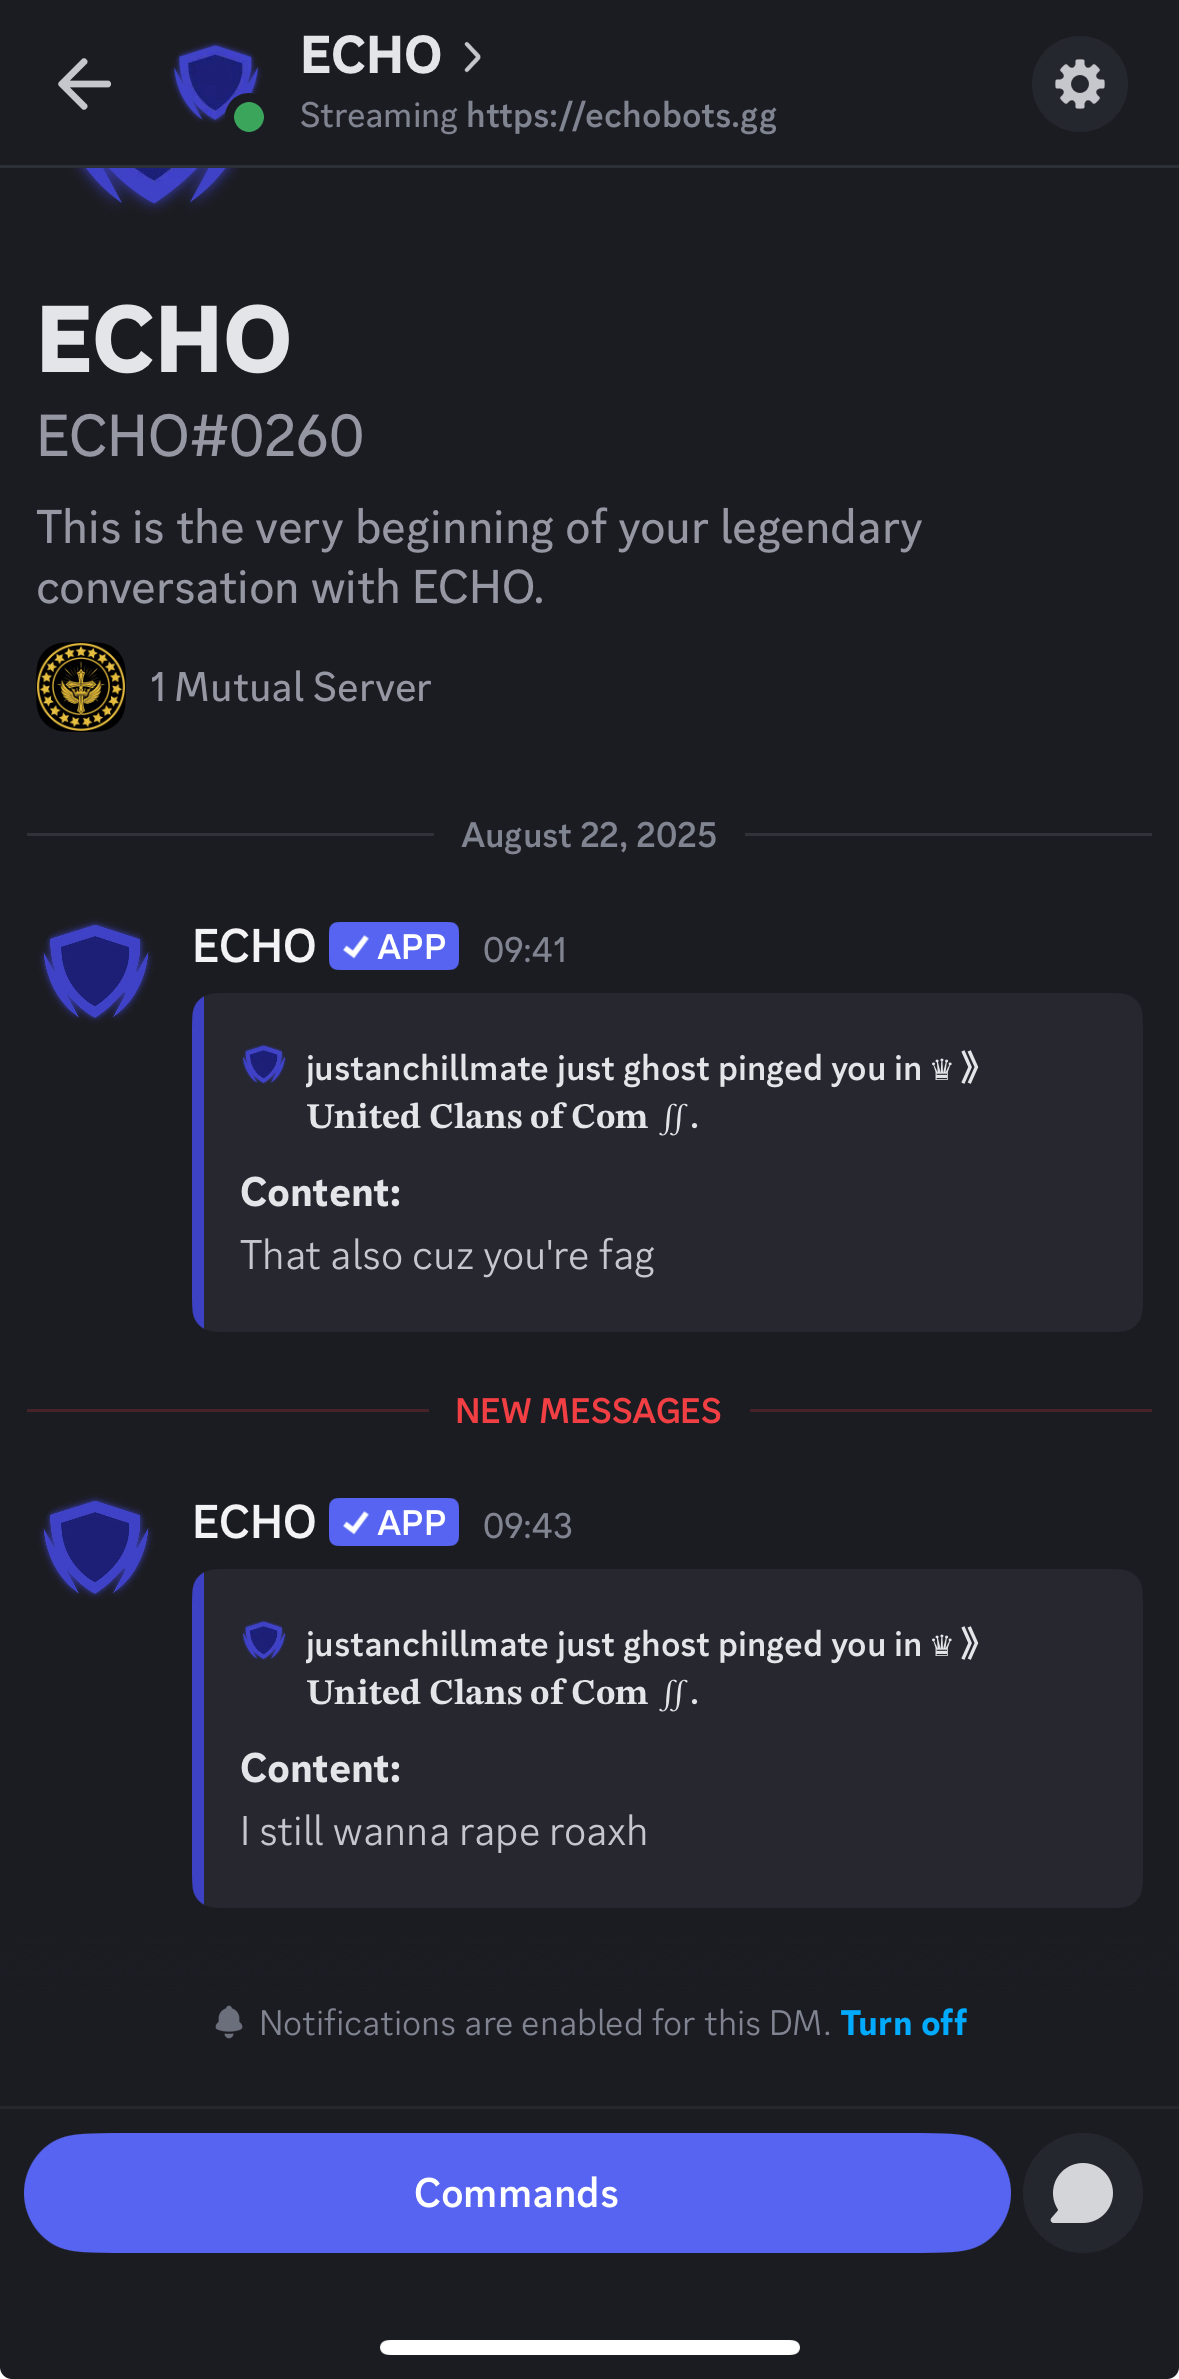 ECHO
Streaming https://echobots.gg
ECHO
ECHO#0260
This is the very beginning of your legendary
conversation with ECHO.
1 Mutual Server
August 22, 2025
ECHO ✓ APP 09:41
justanchillmate just ghost pinged you in ♛ 》
United Clans of Com ∬.
Content:
That also cuz you're fag
NEW MESSAGES
ECHO ✓ APP 09:43
justanchillmate just ghost pinged you in ♛ 》
United Clans of Com ∬.
Content:
I still wanna rape roaxh
Notifications are enabled for this DM. Turn off
Commands